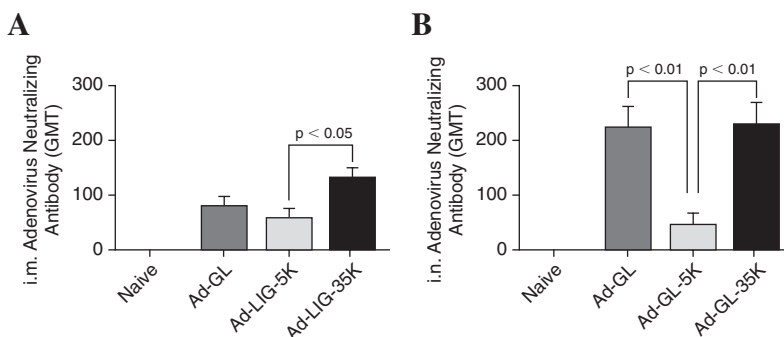 A
i.m. Adenovirus Neutralizing
Antibody (GMT)
300
200
100
0
p < 0.05
Naive
Ad-GL
Ad-LIG-5K
Ad-LIG-35K
B
i.n. Adenovirus Neutralizing
Antibody (GMT)
300
200
100
0
p < 0.01
p < 0.01
Naive
Ad-GL
Ad-GL-5K
Ad-GL-35K